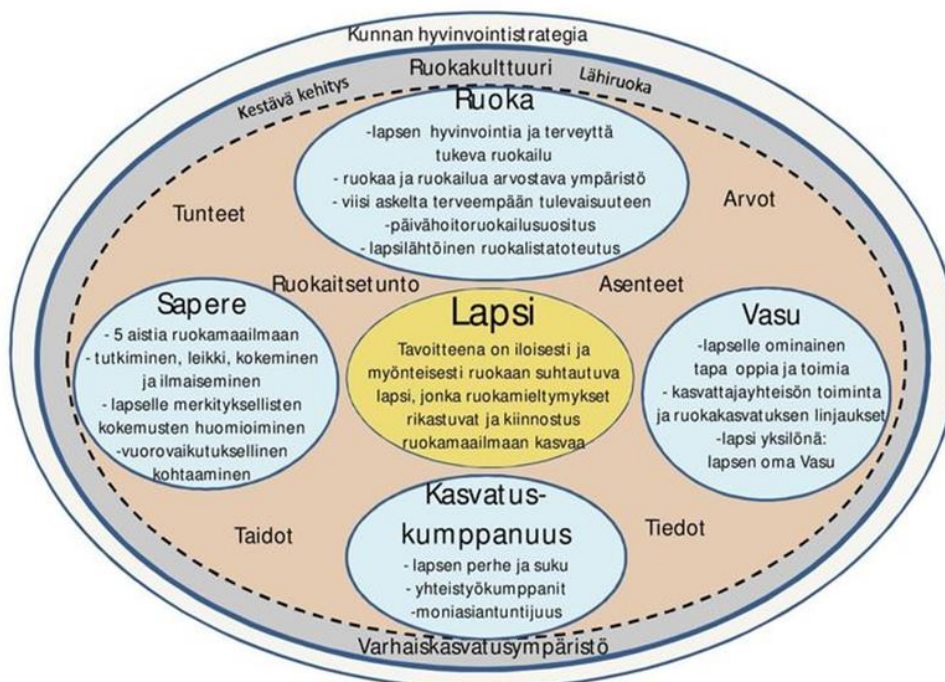 Kunnan hyvinvointistrategia
Ruokakulttuuri
Kestävä kehitys
Lähiruoka
Ruoka
-lapsen hyvinvointia ja terveyttä
tukeva ruokailu
- ruokaa ja ruokailua arvostava ympäristö
- viisi askelta terveempään tulevaisuuteen
-päivähoitoruokailusuositus
- lapsilähtöinen ruokalistatoteutus
Tunteet
Arvot
Ruokaitsetunto
Asenteet
Sapere
- 5 aistia ruokamaailmaan
- tutkiminen, leikki, kokeminen
ja ilmaiseminen
- lapselle merkityksellisten
kokemusten huomioiminen
-vuorovaikutuksellinen
kohtaaminen
Lapsi
Tavoitteena on iloisesti ja
myönteisesti ruokaan suhtautuva
lapsi, jonka ruokamieltymykset
rikastuvat ja kiinnostus
ruokamaailmaan kasvaa
Vasu
-lapselle ominainen
tapa oppia ja toimia
- kasvattajayhteisön toiminta
ja ruokakasvatuksen linjaukset
-lapsi yksilönä:
lapsen oma Vasu
Taidot
Tiedot
Kasvatus-
kumppanuus
- lapsen perhe ja suku
- yhteistyökumppanit
-moniasiantuntijuus
Varhaiskasvatusympäristö